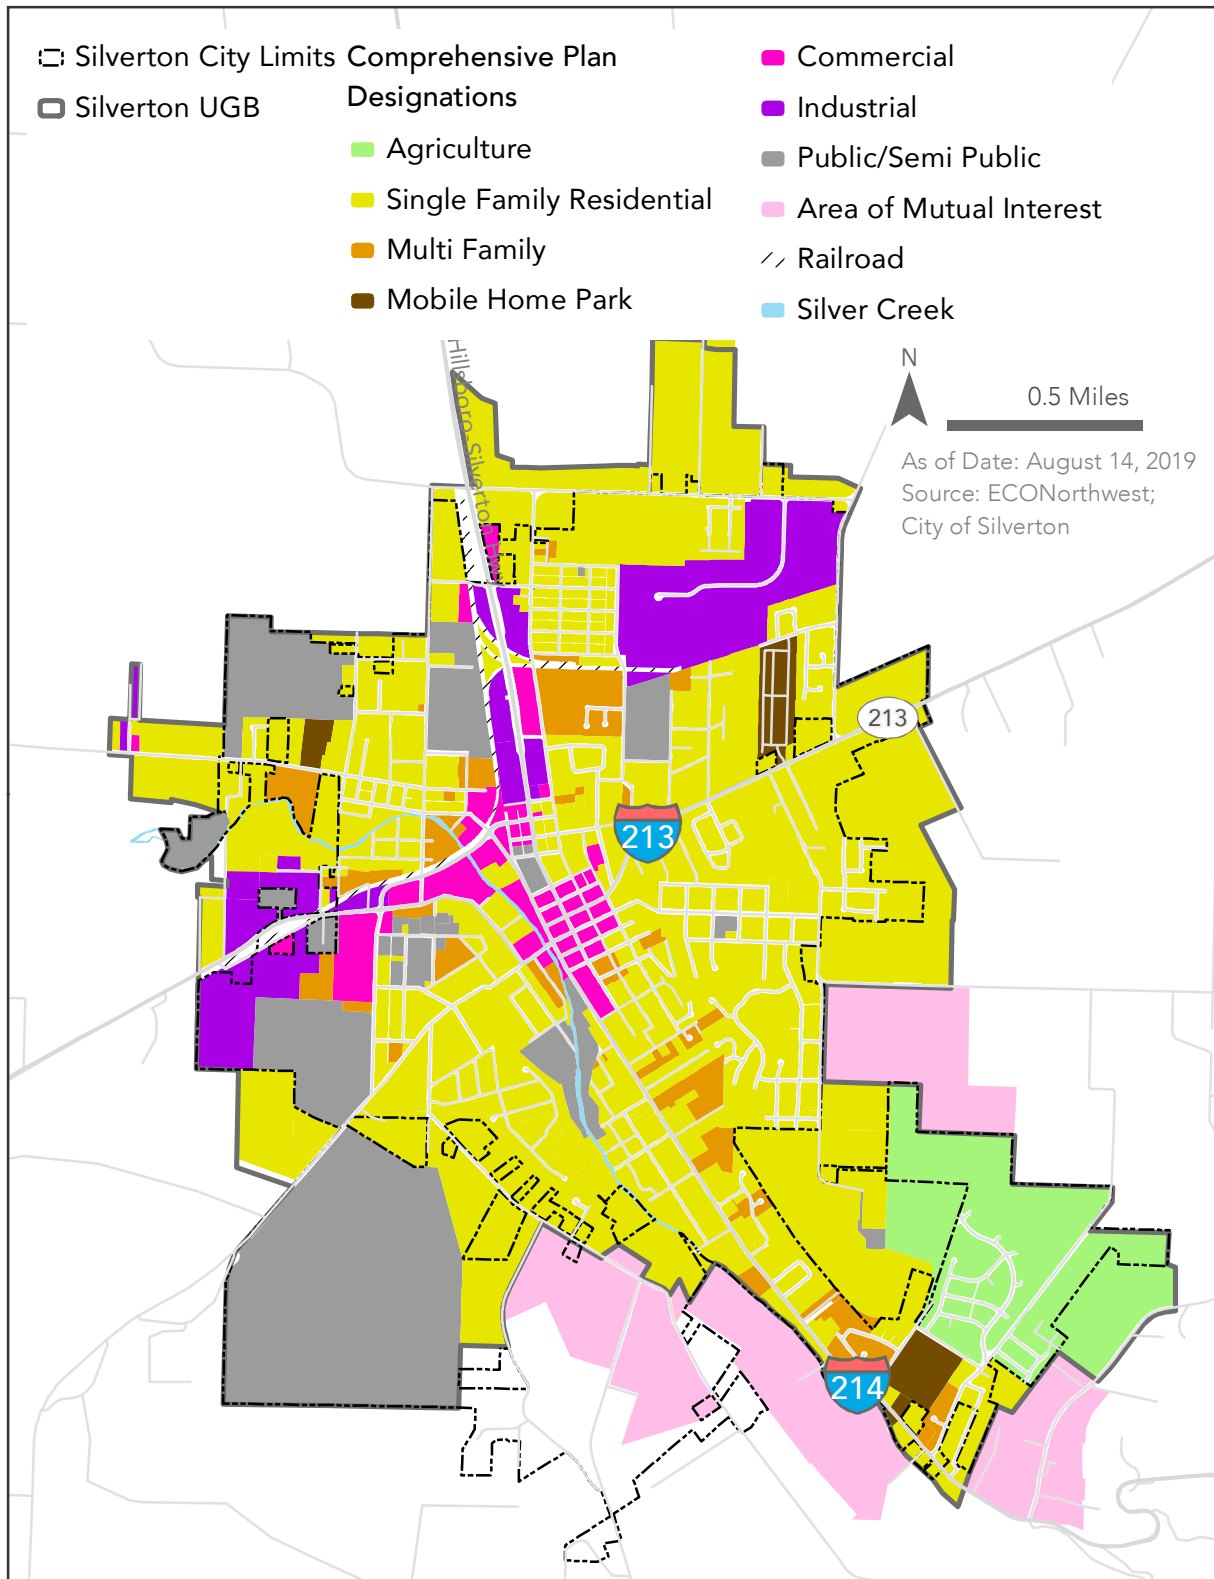 Silverton City Limits
Silverton UGB
Comprehensive Plan
Designations
Agriculture
Single Family Residential
Multi Family
Mobile Home Park
Commercial
Industrial
Public/Semi Public
Area of Mutual Interest
Railroad
Silver Creek
N
0.5 Miles
As of Date: August 14, 2019
Source: ECONorthwest;
City of Silverton
Hillsboro-Silverton
213
213
214